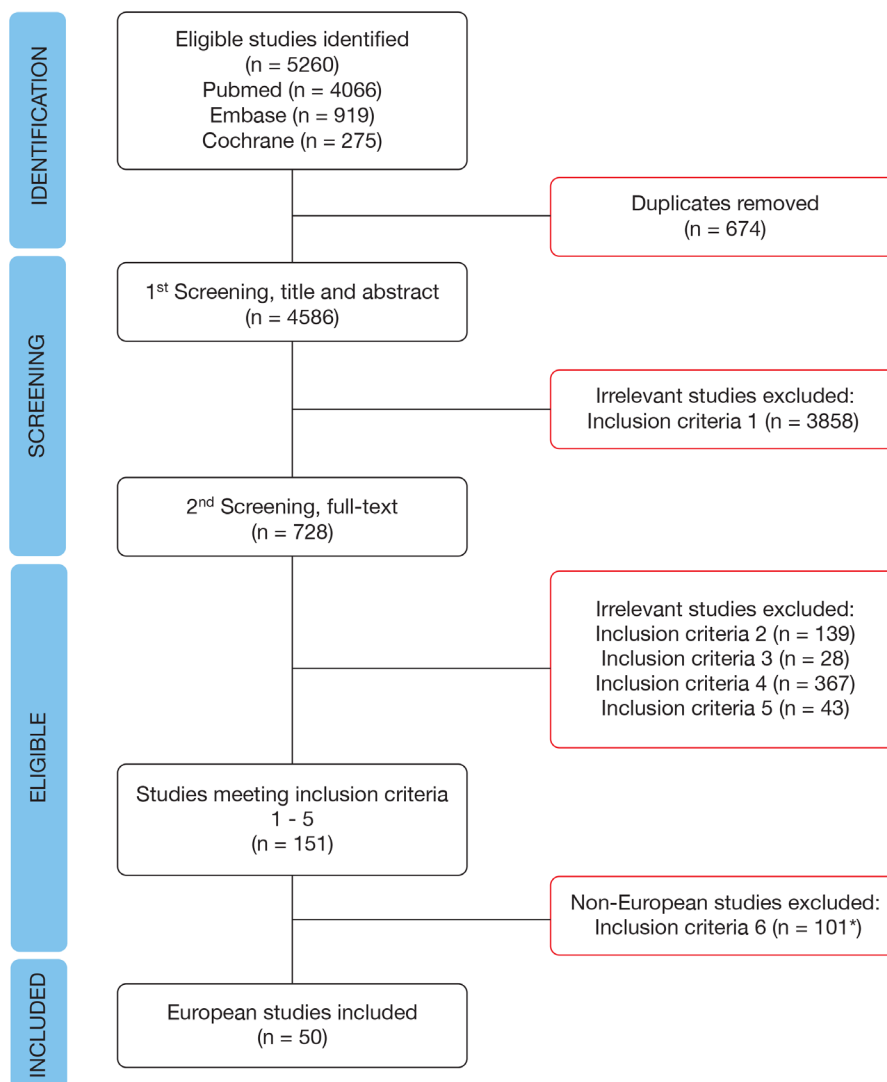 IDENTIFICATION
Eligible studies identified
(n = 5260)
Pubmed (n = 4066)
Embase (n = 919)
Cochrane (n = 275)
Duplicates removed
(n = 674)
SCREENING
1st Screening, title and abstract
(n = 4586)
Irrelevant studies excluded:
Inclusion criteria 1 (n = 3858)
2nd Screening, full-text
(n = 728)
ELIGIBLE
Irrelevant studies excluded:
Inclusion criteria 2 (n = 139)
Inclusion criteria 3 (n = 28)
Inclusion criteria 4 (n = 367)
Inclusion criteria 5 (n = 43)
Studies meeting inclusion criteria
1 - 5
(n = 151)
Non-European studies excluded:
Inclusion criteria 6 (n = 101*)
INCLUDED
European studies included
(n = 50)